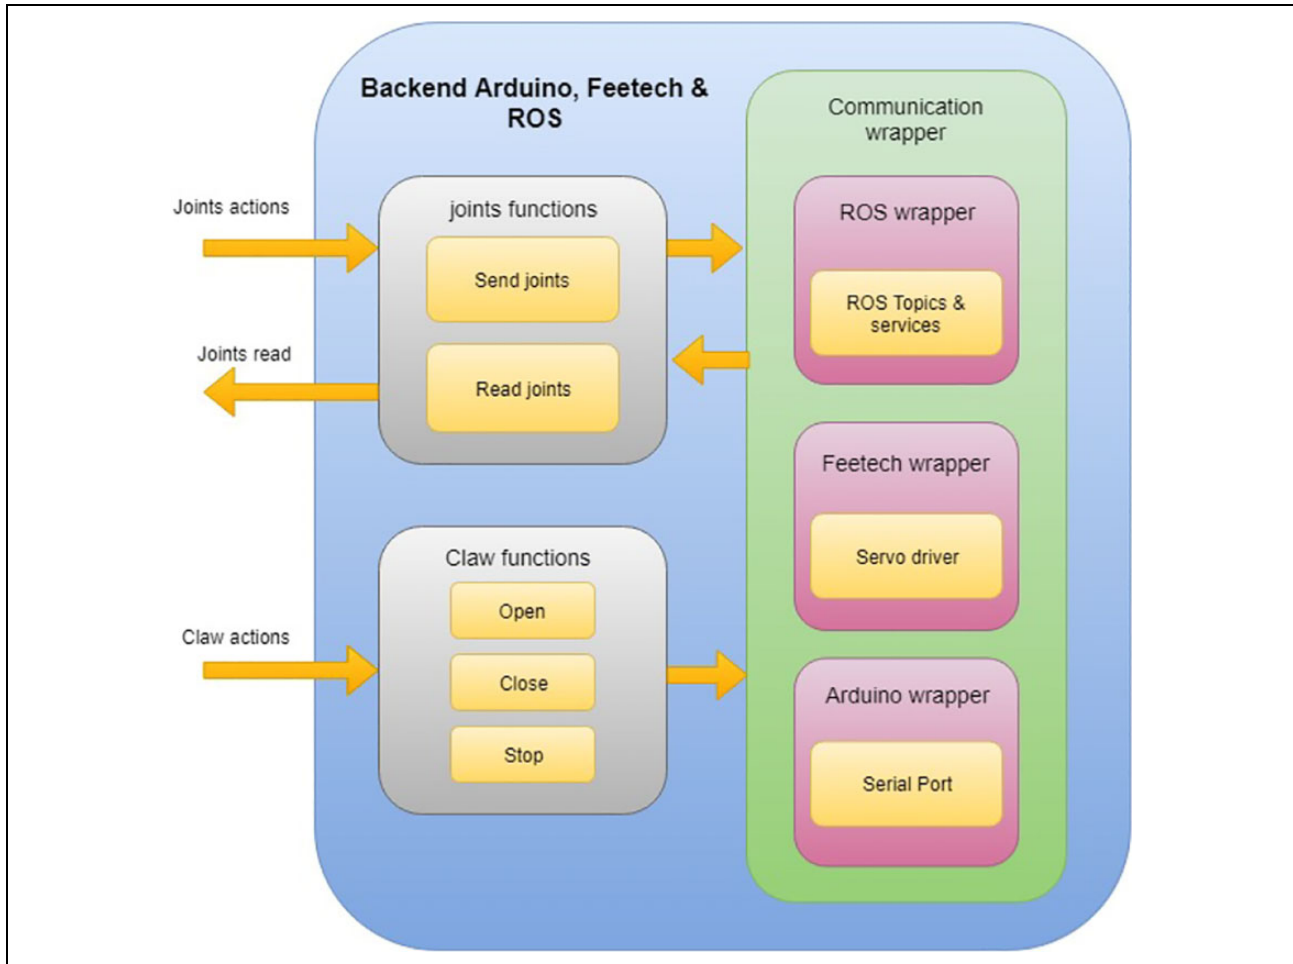 Backend Arduino, Feetech &
ROS
Communication
wrapper
Joints actions
joints functions
Send joints
Read joints
Joints read
ROS wrapper
ROS Topics &
services
Feetech wrapper
Servo driver
Claw actions
Claw functions
Open
Close
Stop
Arduino wrapper
Serial Port